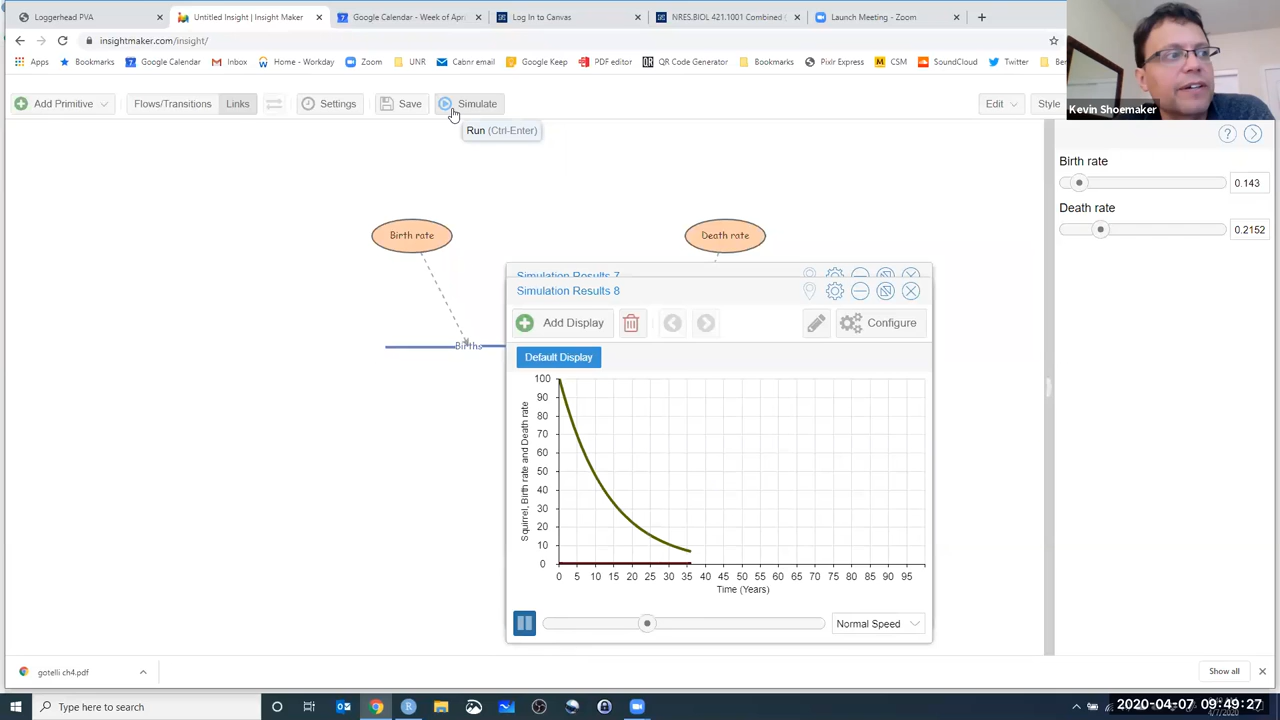 Loggerhead PVA
Untitled Insight | Insight Maker
Google Calendar - Week of Apri
Log In to Canvas
NRES.BIOL 421.1001 Combined
Launch Meeting - Zoom
insightmaker.com/insight/
Apps
Bookmarks
Google Calendar
Inbox
Home - Workday
Zoom
UNR
Cabnr email
Google Keep
PDF editor
QR Code Generator
Bookmarks
Pixlr Express
CSM
SoundCloud
Twitter
Kevin Shoemaker
Add Primitive
Flows/Transitions
Links
Settings
Save
Simulate
Edit
Style
Run (Ctrl-Enter)
Birth rate
0.143
Death rate
0.2152
Birth rate
Death rate
Births
Simulation Results 7
Simulation Results 8
Add Display
Configure
Default Display
100
90
80
70
60
50
40
30
20
10
0
Squirrel, Birth rate and Death rate
0 5 10 15 20 25 30 35 40 45 50 55 60 65 70 75 80 85 90 95
Time (Years)
Normal Speed
gotelli ch4.pdf
Show all
Type here to search
2020-04-07 09:49:27